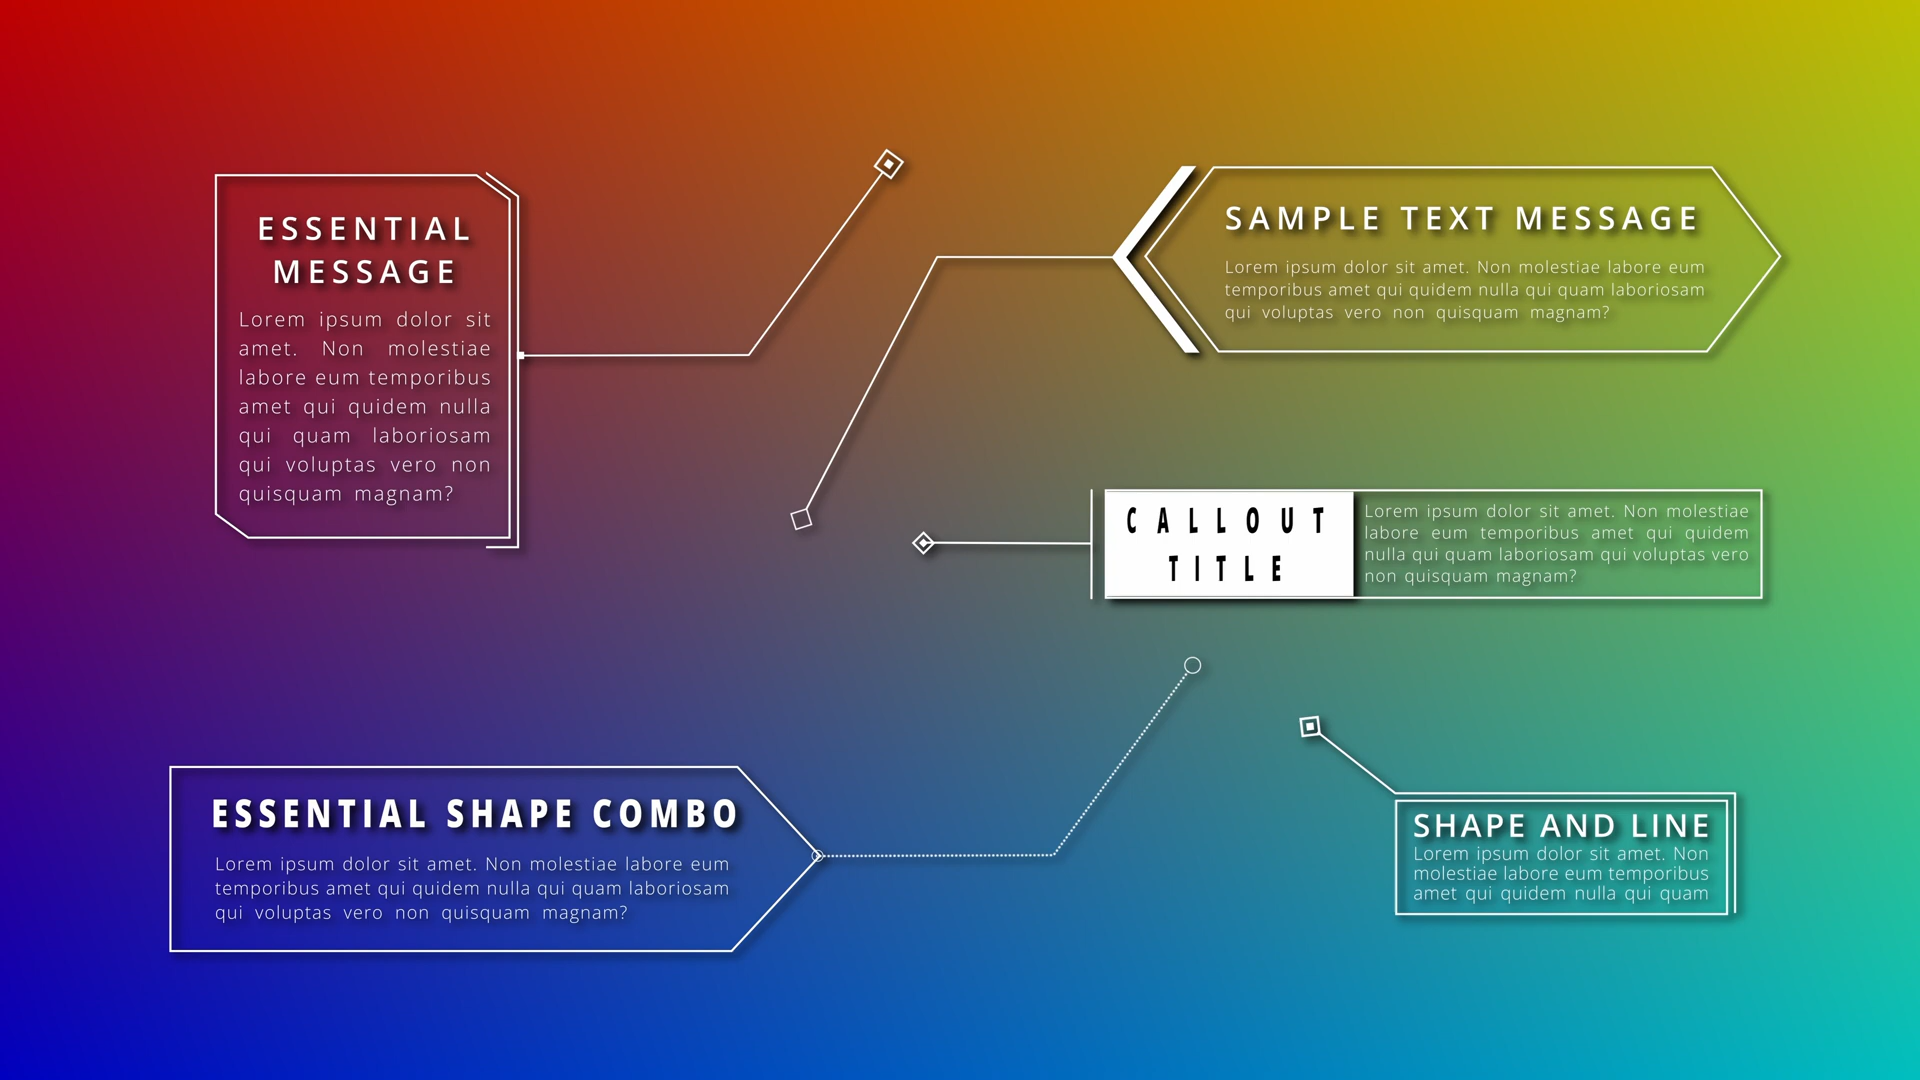 ESSENTIAL
MESSAGE
Lorem ipsum dolor sit
amet. Non molestiae
labore eum temporibus
amet qui quidem nulla
qui quam laboriosam
qui voluptas vero non
quisquam magnam?
SAMPLE TEXT MESSAGE
Lorem ipsum dolor sit amet. Non molestiae labore eum
temporibus amet qui quidem nulla qui quam laboriosam
qui voluptas vero non quisquam magnam?
CALLOUT
TITLE
Lorem ipsum dolor sit amet. Non molestiae
labore eum temporibus amet qui quidem
nulla qui quam laboriosam qui voluptas vero
non quisquam magnam?
ESSENTIAL SHAPE COMBO
Lorem ipsum dolor sit amet. Non molestiae labore eum
temporibus amet qui quidem nulla qui quam laboriosam
qui voluptas vero non quisquam magnam?
SHAPE AND LINE
Lorem ipsum dolor sit amet. Non
molestiae labore eum temporibus
amet qui quidem nulla qui quam